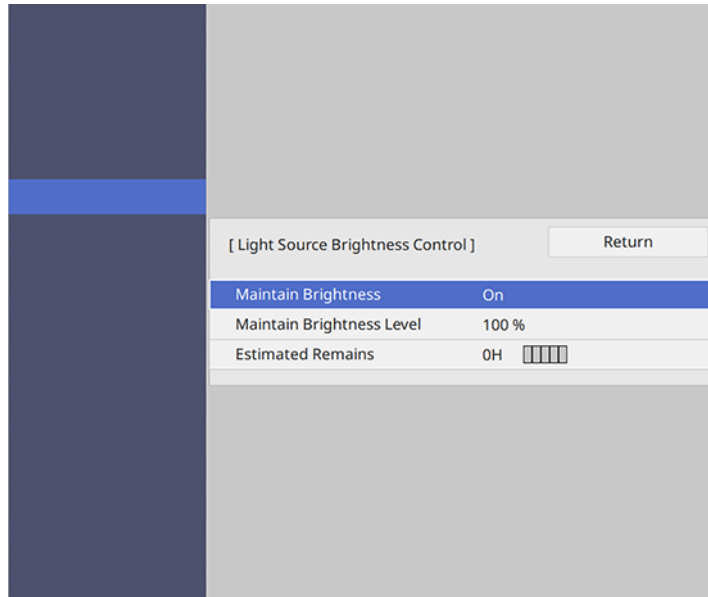 [ Light Source Brightness Control ] Return
Maintain Brightness On
Maintain Brightness Level 100 %
Estimated Remains 0H